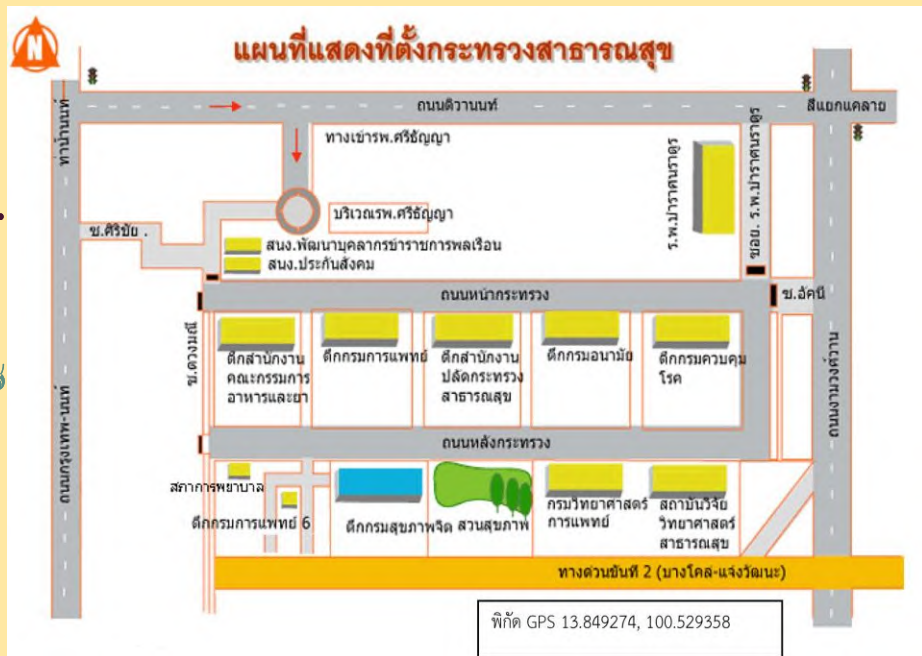 N
แผนที่แสดงที่ตั้งกระทรวงสาธารณสุข
ถนนติวานนท์
สี่แยกแคลาย
ท่าน้ำนนท์
ทางเข้ารพ.ศรีธัญญา
ร.พ.บำราศนราดูร
ซอย. ร.พ.บำราศนราดูร
บริเวณรพ.ศรีธัญญา
ซ.ศิริชัย .
สนง.พัฒนาบุคลากรข้าราชการพลเรือน
สนง.ประกันสังคม
ถนนหน้ากระทรวง
ซ.อัคนี
ซ.ดวงมณี
ตึกสำนักงาน
คณะกรรมการ
อาหารและยา
ตึกกรมการแพทย์
ตึกสำนักงาน
ปลัดกระทรวง
สาธารณสุข
ตึกกรมอนามัย
ตึกกรมควบคุม
โรค
ถนนงามวงศ์วาน
ถนนกรุงเทพ-นนท์
ถนนหลังกระทรวง
สภาการพยาบาล
ตึกกรมการแพทย์ 6
ตึกกรมสุขภาพจิต
สวนสุขภาพ
กรมวิทยาศาสตร์
การแพทย์
สถาบันวิจัย
วิทยาศาสตร์
สาธารณสุข
ทางด่วนขั้นที่ 2 (บางโคล่-แจ้งวัฒนะ)
พิกัด GPS 13.849274, 100.529358